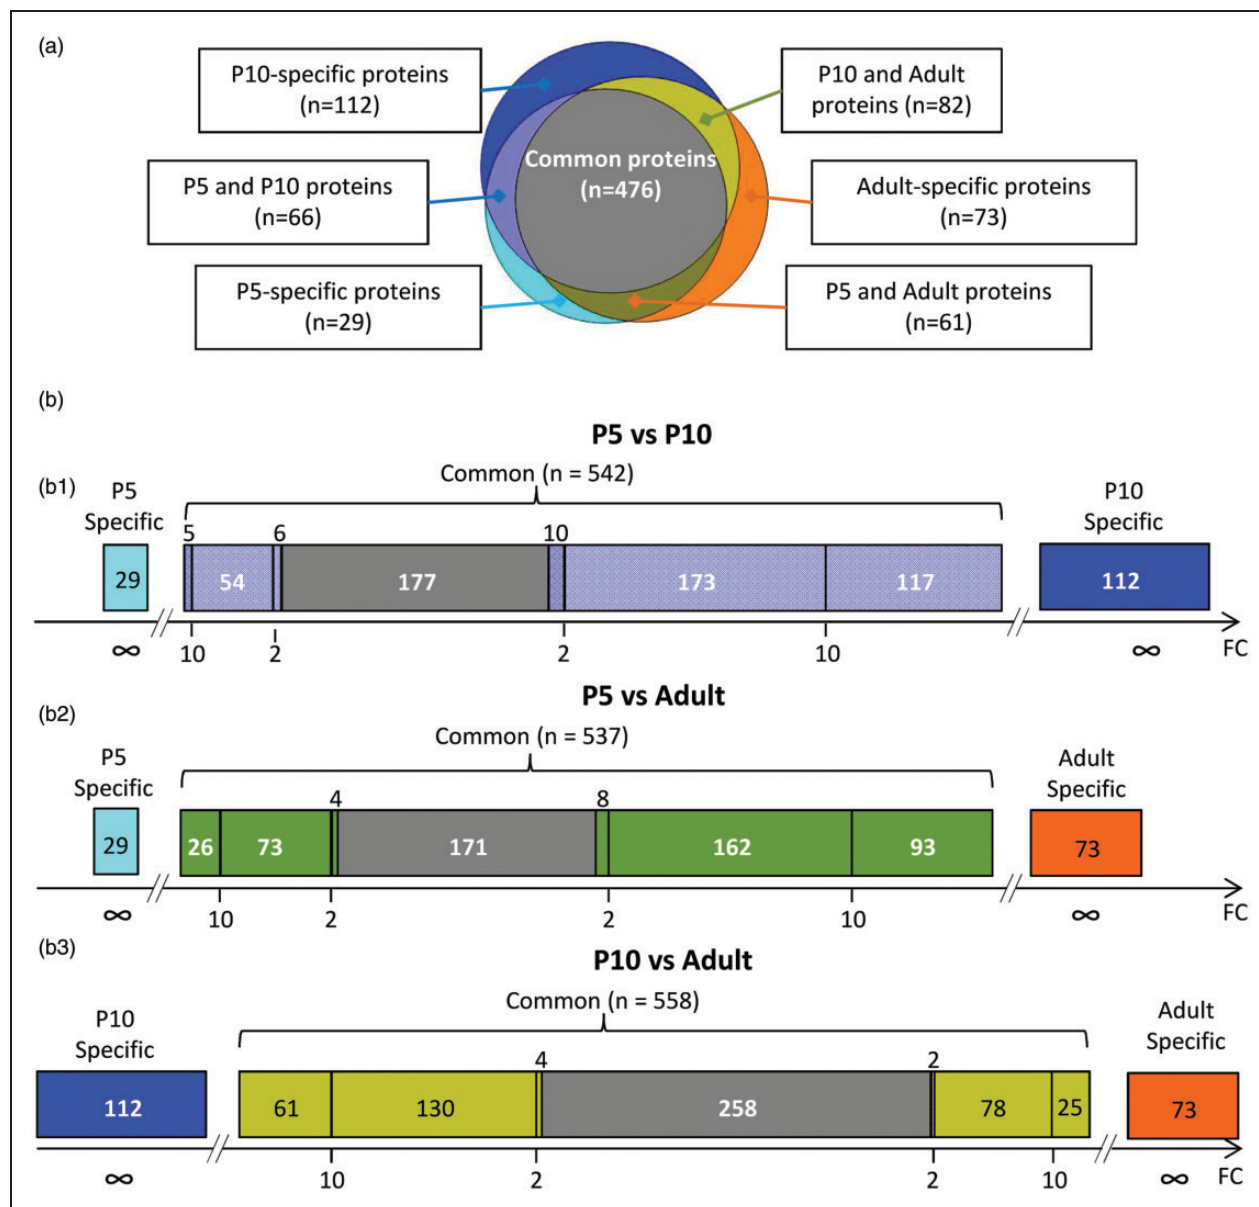 (a)
P10-specific proteins
(n=112)
P10 and Adult
proteins (n=82)
Common proteins
(n=476)
P5 and P10 proteins
(n=66)
Adult-specific proteins
(n=73)
P5-specific proteins
(n=29)
P5 and Adult proteins
(n=61)
(b)
P5 vs P10
(b1)
Common (n = 542)
P5
Specific
P10
Specific
5 6 10
29 54 177 173 117 112
∞ 10 2 2 10 ∞ FC
P5 vs Adult
(b2)
Common (n = 537)
P5
Specific
Adult
Specific
4 8
29 26 73 171 162 93 73
∞ 10 2 2 10 ∞ FC
(b3)
P10 vs Adult
Common (n = 558)
P10
Specific
Adult
Specific
4 2
112 61 130 258 78 25 73
∞ 10 2 2 10 ∞ FC